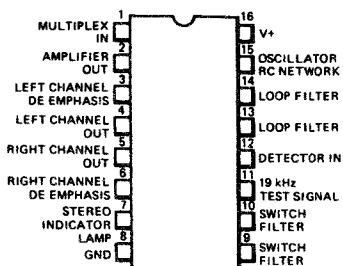 1
MULTIPLEX
IN
2
AMPLIFIER
OUT
3
LEFT CHANNEL
DE EMPHASIS
4
LEFT CHANNEL
OUT
5
RIGHT CHANNEL
OUT
6
RIGHT CHANNEL
DE EMPHASIS
7
STEREO
INDICATOR
LAMP
8
GND
16
V+
15
OSCILLATOR
RC NETWORK
14
LOOP FILTER
13
LOOP FILTER
12
DETECTOR IN
11
19 kHz
TEST SIGNAL
10
SWITCH
FILTER
9
SWITCH
FILTER